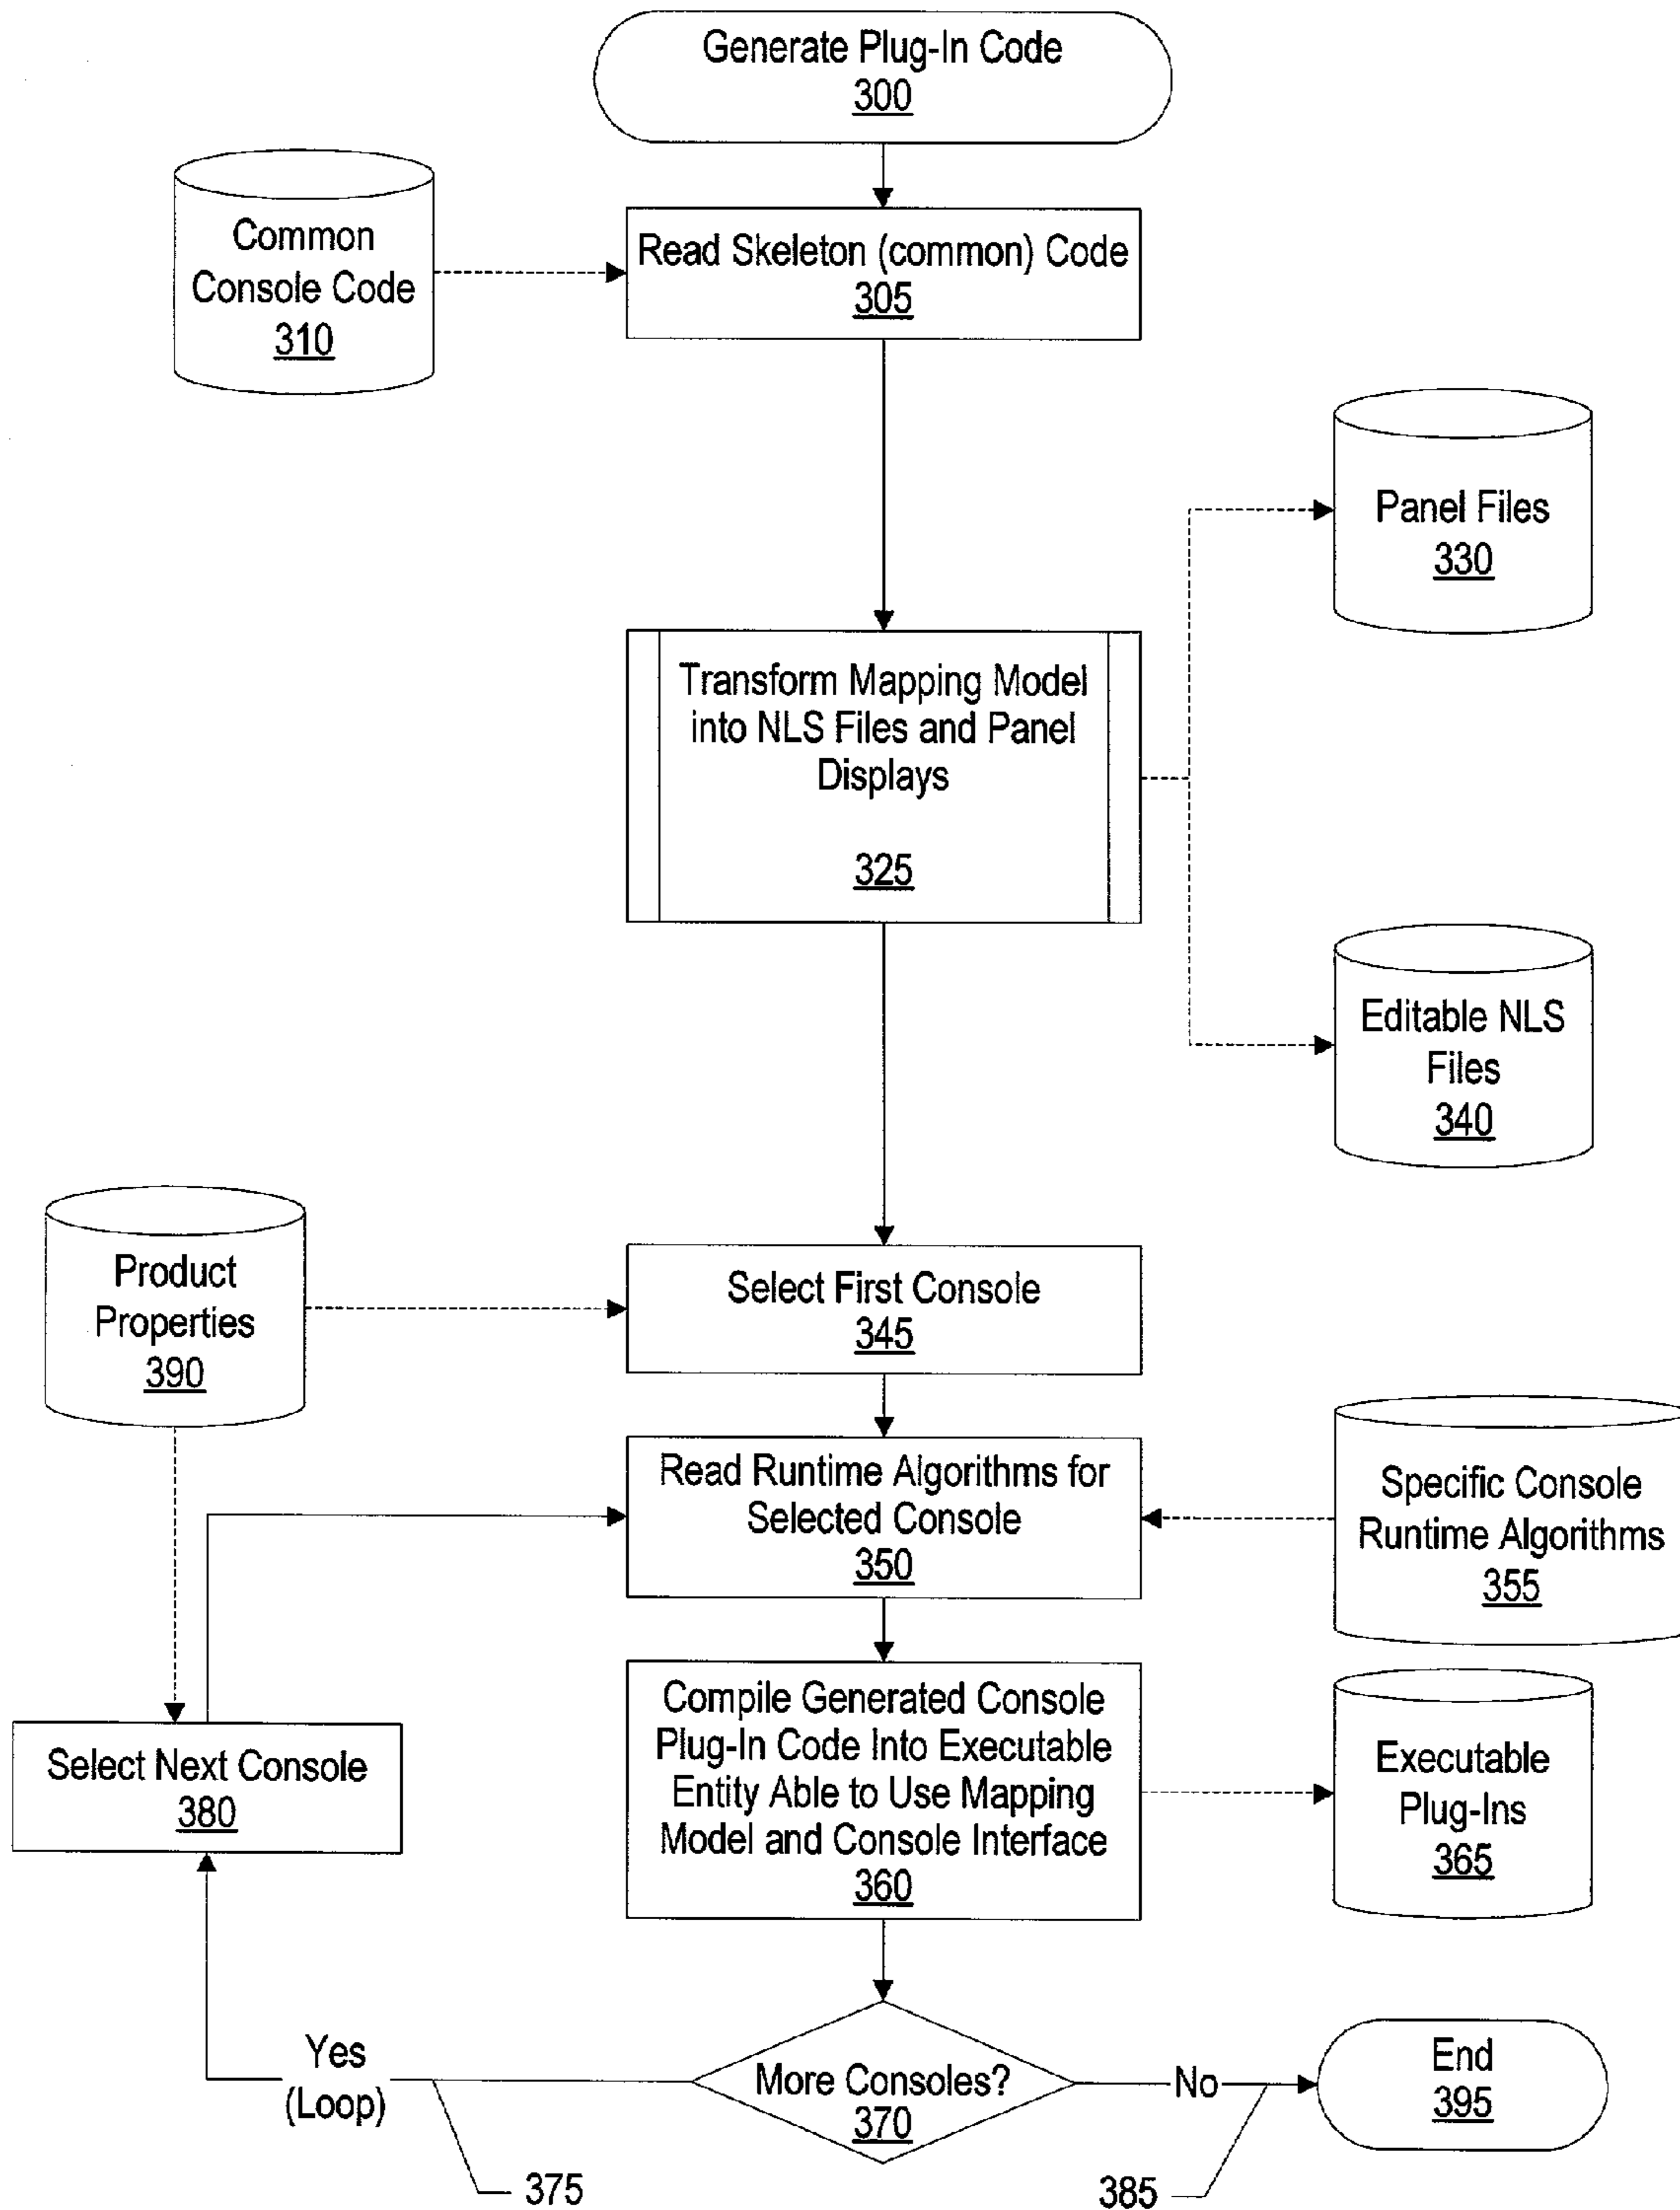 Generate Plug-In Code
300
Common
Console Code
310
Read Skeleton (common) Code
305
Panel Files
330
Transform Mapping Model
into NLS Files and Panel
Displays
325
Editable NLS
Files
340
Product
Properties
390
Select First Console
345
Read Runtime Algorithms for
Selected Console
350
Specific Console
Runtime Algorithms
355
Select Next Console
380
Compile Generated Console
Plug-In Code Into Executable
Entity Able to Use Mapping
Model and Console Interface
360
Executable
Plug-Ins
365
Yes
(Loop)
More Consoles?
370
No
End
395
375
385